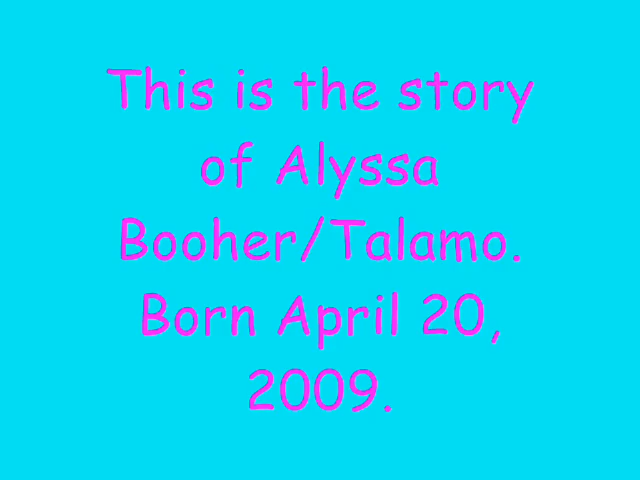 This is the story
of Alyssa
Booher/Talamo.
Born April 20,
2009.